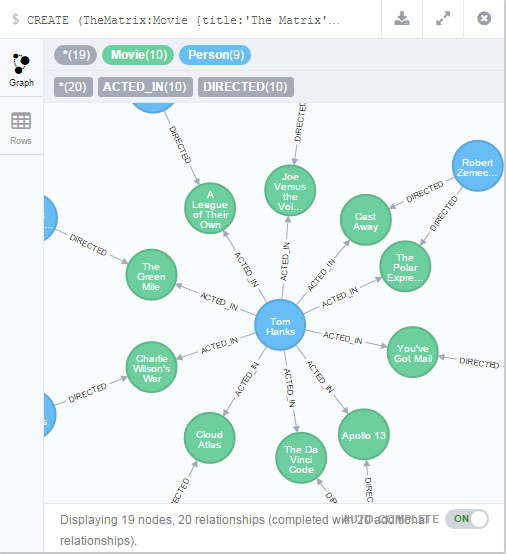 $ CREATE (TheMatrix:Movie {title:'The Matrix'...
*(19) Movie(10) Person(9)
Graph
*(20) ACTED_IN(10) DIRECTED(10)
Rows
DIRECTED
DIRECTED
Joe
Versus
the
Vol...
A
League
of Their
Own
Robert
Zemec...
DIRECTED
DIRECTED
Cast
Away
ACTED_IN
ACTED_IN
ACTED_IN
DIRECTED
The
Green
Mile
The
Polar
Expre...
ACTED_IN
ACTED_IN
Tom
Hanks
ACTED_IN
ACTED_IN
You've
Got Mail
DIRECTED
Charlie
Wilson's
War
ACTED_IN
ACTED_IN
ACTED_IN
DIRECTED
Cloud
Atlas
Apollo 13
The Da
Vinci
Code
ECTED
DIR
DIREC
Displaying 19 nodes, 20 relationships (completed with 20 additional
relationships).
AUTO-COMPLETE ON